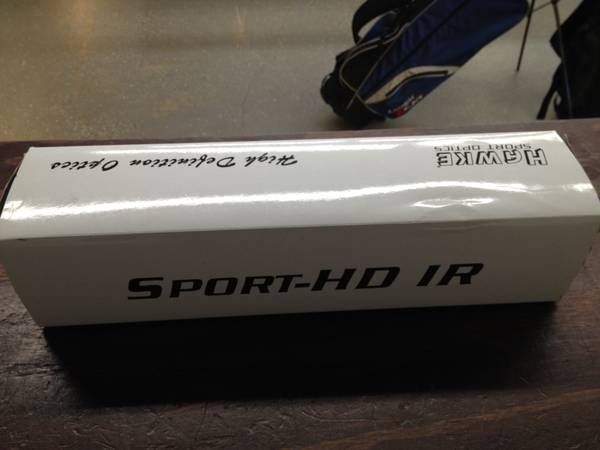 HAWKE
SPORT OPTICS
High Definition Optics
SPORT-HD IR